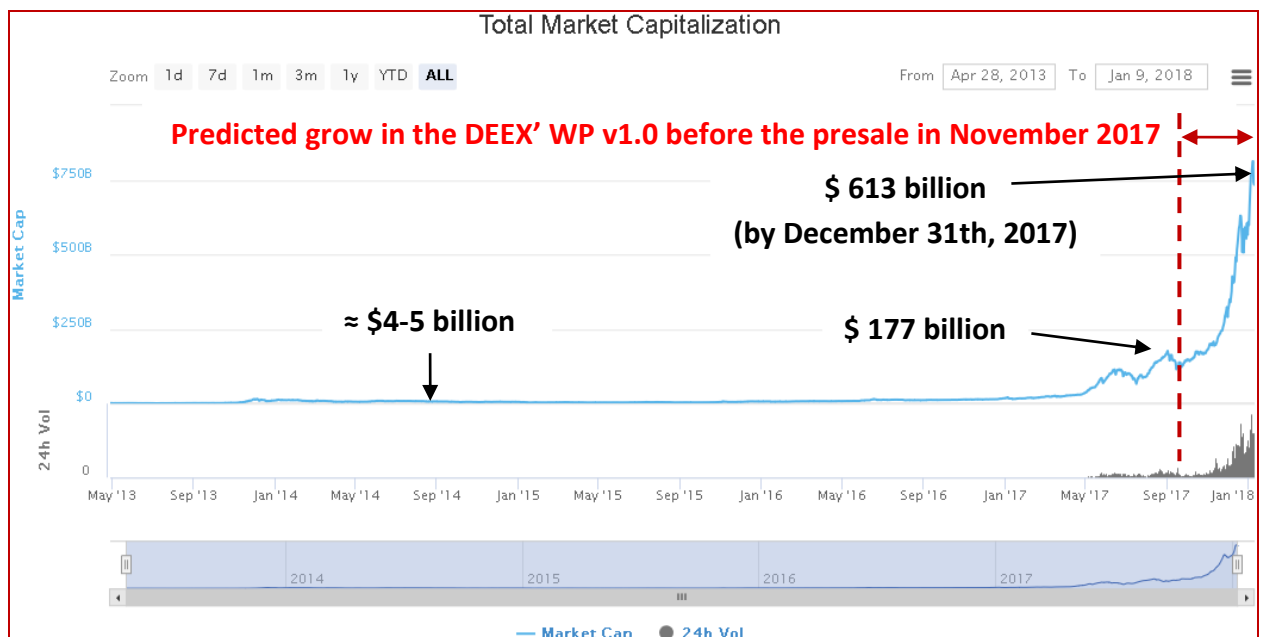 Total Market Capitalization
Zoom 1d 7d 1m 3m 1y YTD ALL
From Apr 28, 2013 To Jan 9, 2018
Predicted grow in the DEEX’ WP v1.0 before the presale in November 2017
$750B
$ 613 billion
(by December 31th, 2017)
$500B
Market Cap
$250B
≈ $4-5 billion
$ 177 billion
$0
24h Vol
0
May '13 Sep '13 Jan '14 May '14 Sep '14 Jan '15 May '15 Sep '15 Jan '16 May '16 Sep '16 Jan '17 May '17 Sep '17 Jan '18
2014 2015 2016 2017
Market Cap 24h Vol